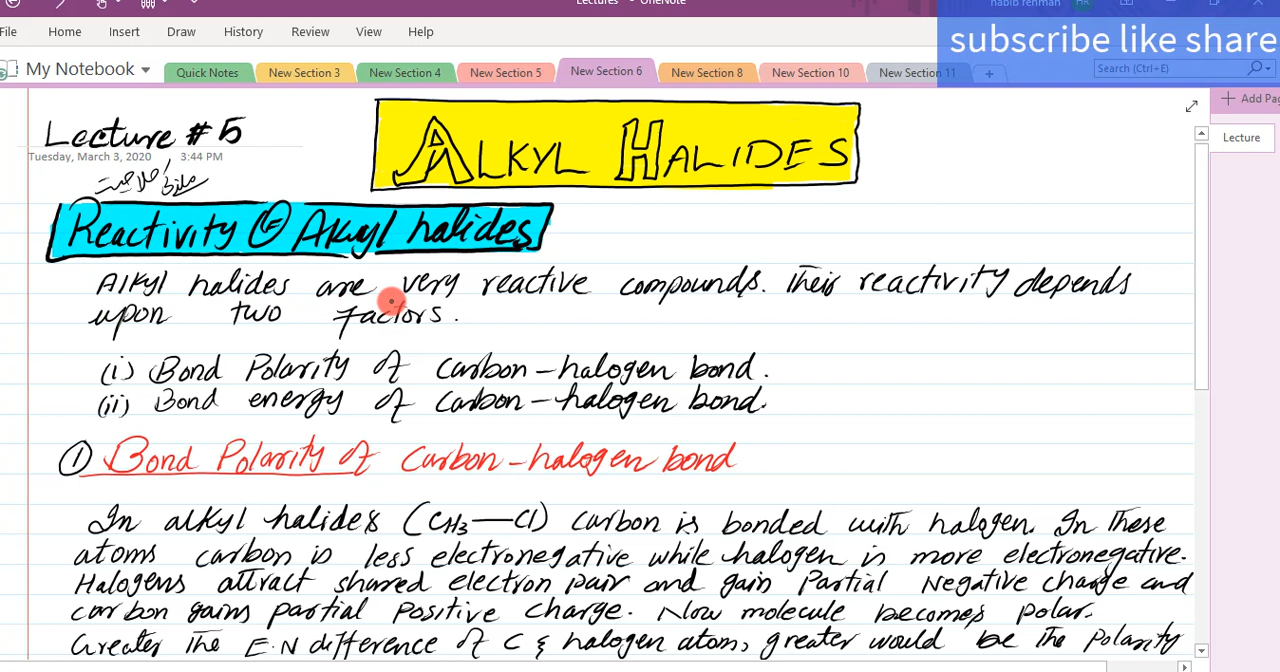 Lectures - OneNote
habib rehman
HR
File Home Insert Draw History Review View Help
subscribe like share
My Notebook
Quick Notes New Section 3 New Section 4 New Section 5 New Section 6 New Section 8 New Section 10 New Section 11 +
Search (Ctrl+E)
Add Pag
Lecture
Lecture # 5
Tuesday, March 3, 2020 3:44 PM
ALKYL HALIDES
Reactivity OF Alkyl halides
Alkyl halides are very reactive compounds. Their reactivity depends
upon two factors.
(i) Bond Polarity of carbon-halogen bond.
(ii) Bond energy of carbon-halogen bond.
① Bond Polarity of carbon-halogen bond
In alkyl halides (CH3—Cl) carbon is bonded with halogen. In these
atoms carbon is less electronegative while halogen is more electronegative.
Halogens attract shared electron pair and gain Partial Negative charge and
carbon gains partial Positive charge. Now molecule becomes polar.
Greater the E.N difference of C & halogen atom, greater would be the polarity